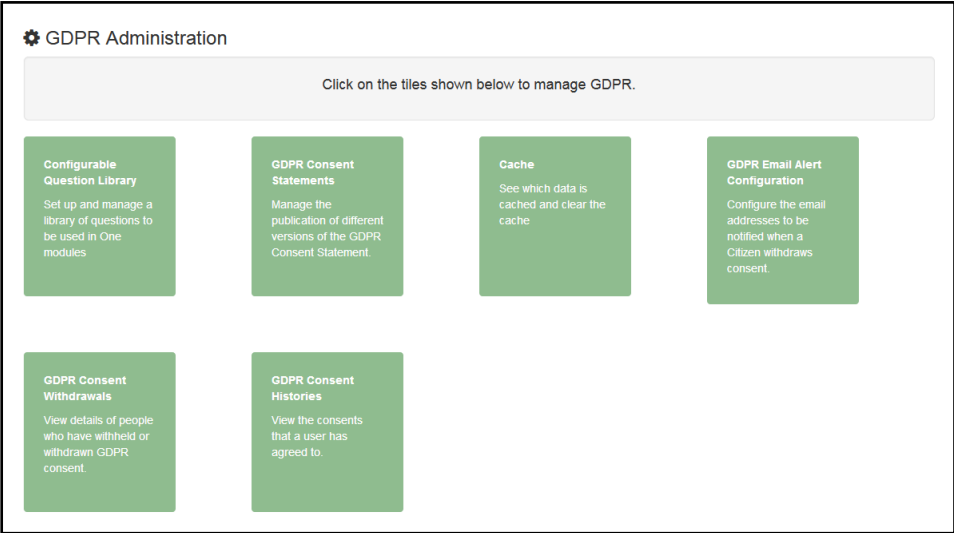 GDPR Administration
Click on the tiles shown below to manage GDPR.
Configurable
Question Library
Set up and manage a
library of questions to
be used in One
modules
GDPR Consent
Statements
Manage the
publication of different
versions of the GDPR
Consent Statement.
Cache
See which data is
cached and clear the
cache
GDPR Email Alert
Configuration
Configure the email
addresses to be
notified when a
Citizen withdraws
consent.
GDPR Consent
Withdrawals
View details of people
who have withheld or
withdrawn GDPR
consent.
GDPR Consent
Histories
View the consents
that a user has
agreed to.